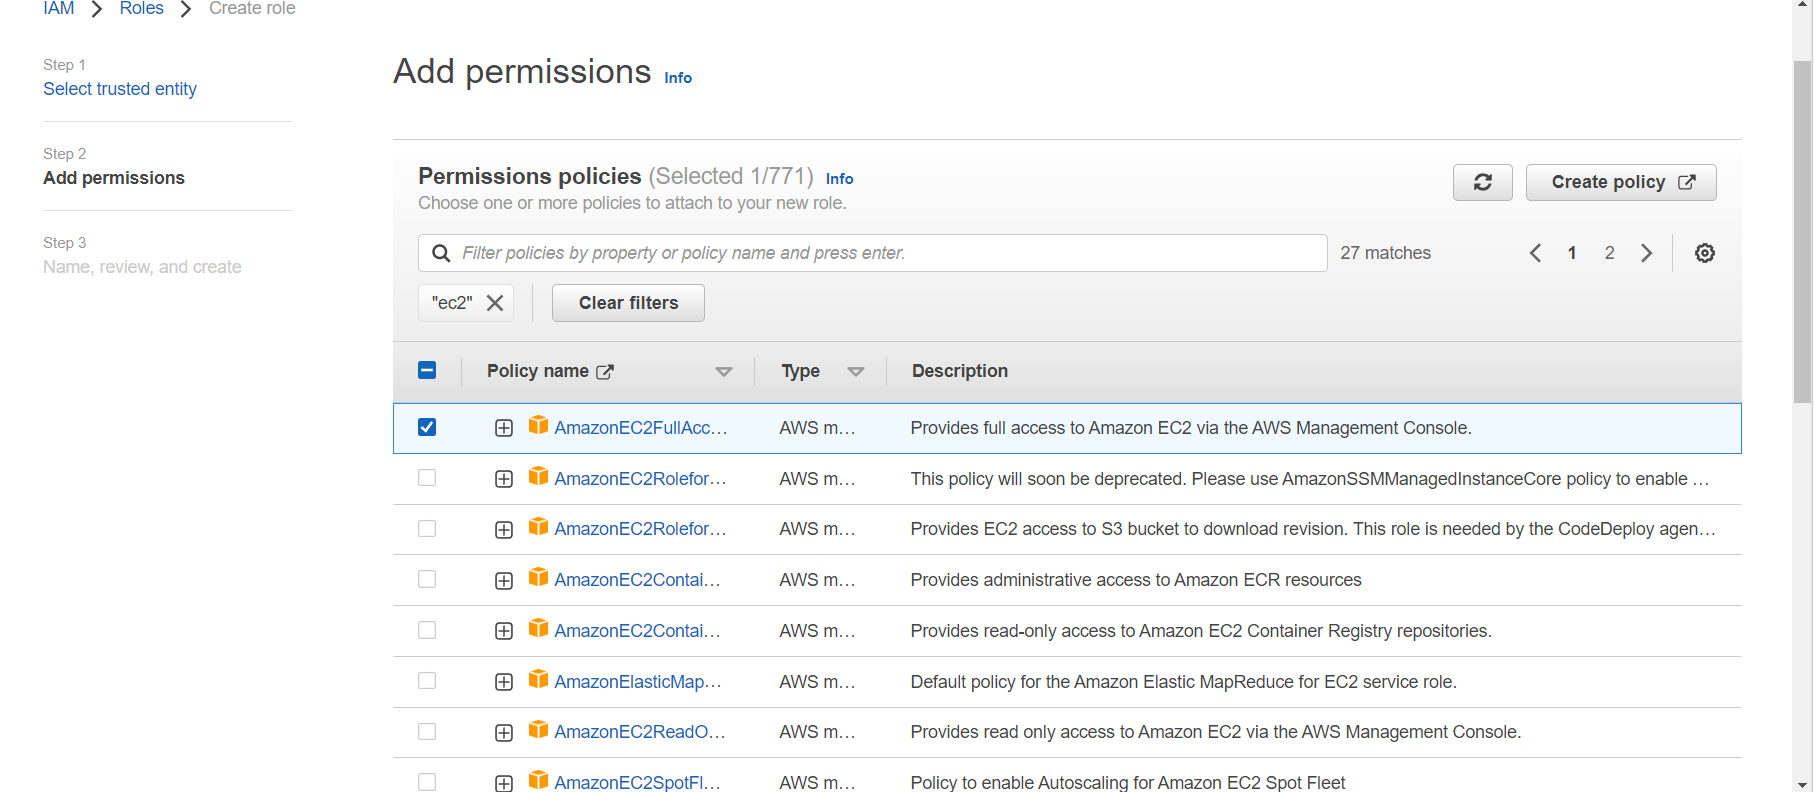 IAM > Roles > Create role
Step 1
Select trusted entity
Step 2
Add permissions
Step 3
Name, review, and create
Add permissions Info
Permissions policies (Selected 1/771) Info
Choose one or more policies to attach to your new role.
Create policy
Filter policies by property or policy name and press enter.
27 matches
1 2
"ec2"
Clear filters
Policy name Type Description
AmazonEC2FullAcc... AWS m... Provides full access to Amazon EC2 via the AWS Management Console.
AmazonEC2Rolefor... AWS m... This policy will soon be deprecated. Please use AmazonSSMManagedInstanceCore policy to enable ...
AmazonEC2Rolefor... AWS m... Provides EC2 access to S3 bucket to download revision. This role is needed by the CodeDeploy agen...
AmazonEC2Contai... AWS m... Provides administrative access to Amazon ECR resources
AmazonEC2Contai... AWS m... Provides read-only access to Amazon EC2 Container Registry repositories.
AmazonElasticMap... AWS m... Default policy for the Amazon Elastic MapReduce for EC2 service role.
AmazonEC2ReadO... AWS m... Provides read only access to Amazon EC2 via the AWS Management Console.
AmazonEC2SpotFl... AWS m... Policy to enable Autoscaling for Amazon EC2 Spot Fleet